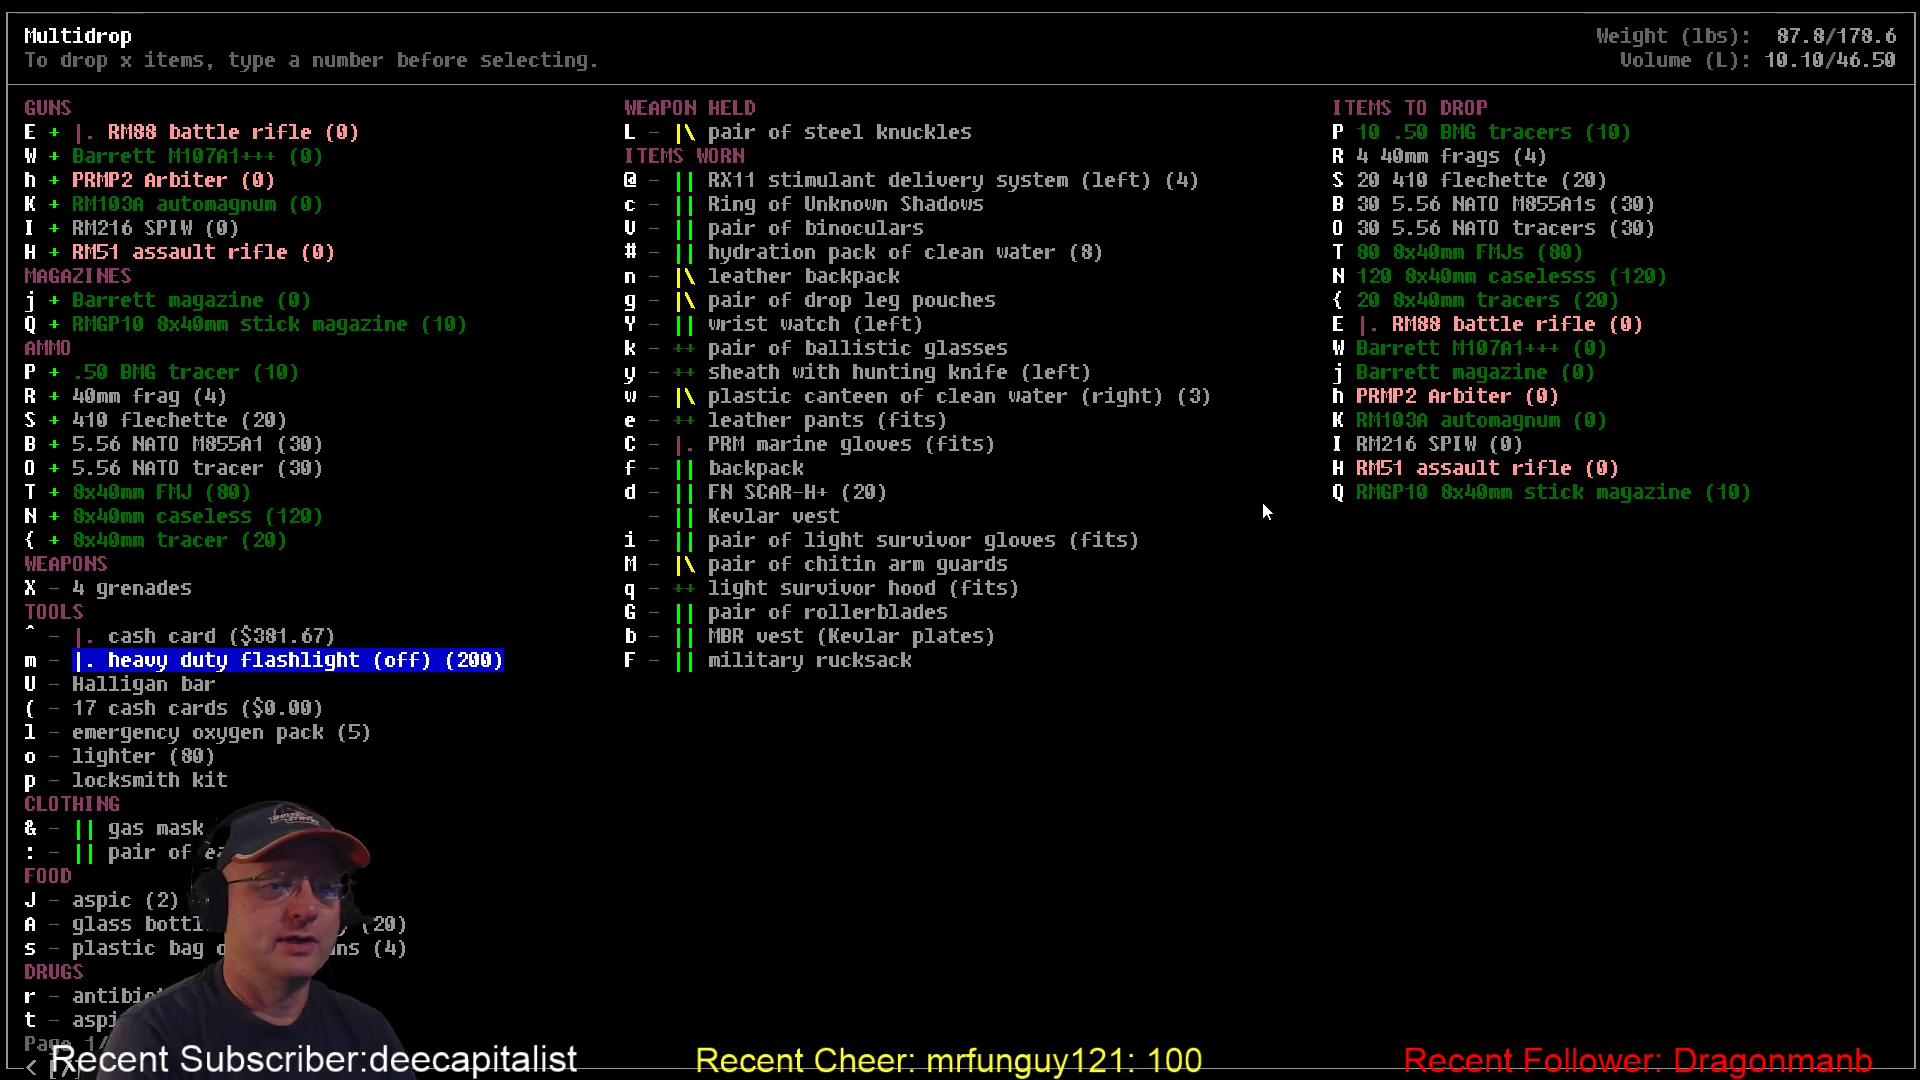 Multidrop
To drop x items, type a number before selecting.
Weight (lbs): 87.8/178.6
Volume (L): 10.10/46.50
GUNS
E + |. RM88 battle rifle (0)
W + Barrett M107A1+++ (0)
h + PRMP2 Arbiter (0)
K + RM103A automagnum (0)
I + RM216 SPIW (0)
H + RM51 assault rifle (0)
MAGAZINES
j + Barrett magazine (0)
Q + RMGP10 8x40mm stick magazine (10)
AMMO
P + .50 BMG tracer (10)
R + 40mm frag (4)
S + 410 flechette (20)
B + 5.56 NATO M855A1 (30)
O + 5.56 NATO tracer (30)
T + 8x40mm FMJ (80)
N + 8x40mm caseless (120)
{ + 8x40mm tracer (20)
WEAPONS
X - 4 grenades
TOOLS
^ - |. cash card ($381.67)
m - |. heavy duty flashlight (off) (200)
U - Halligan bar
( - 17 cash cards ($0.00)
l - emergency oxygen pack (5)
o - lighter (80)
p - locksmith kit
CLOTHING
& - || gas mask
: - || pair of
FOOD
J - aspic (2)
A - glass (20)
s - plastic bag (4)
DRUGS
r -
t -
WEAPON HELD
L - |\ pair of steel knuckles
ITEMS WORN
@ - || RX11 stimulant delivery system (left) (4)
c - || Ring of Unknown Shadows
V - || pair of binoculars
# - || hydration pack of clean water (8)
n - |\ leather backpack
g - |\ pair of drop leg pouches
Y - || wrist watch (left)
k - ++ pair of ballistic glasses
y - ++ sheath with hunting knife (left)
w - |\ plastic canteen of clean water (right) (3)
e - ++ leather pants (fits)
C - |. PRM marine gloves (fits)
f - || backpack
d - || FN SCAR-H+ (20)
- || Kevlar vest
i - || pair of light survivor gloves (fits)
M - |\ pair of chitin arm guards
q - ++ light survivor hood (fits)
G - || pair of rollerblades
b - || MBR vest (Kevlar plates)
F - || military rucksack
ITEMS TO DROP
P 10 .50 BMG tracers (10)
R 4 40mm frags (4)
S 20 410 flechette (20)
B 30 5.56 NATO M855A1s (30)
O 30 5.56 NATO tracers (30)
T 80 8x40mm FMJs (80)
N 120 8x40mm caselesss (120)
{ 20 8x40mm tracers (20)
E |. RM88 battle rifle (0)
W Barrett M107A1+++ (0)
j Barrett magazine (0)
h PRMP2 Arbiter (0)
K RM103A automagnum (0)
I RM216 SPIW (0)
H RM51 assault rifle (0)
Q RMGP10 8x40mm stick magazine (10)
Recent Subscriber:deecapitalist
Recent Cheer: mrfunguy121: 100
Recent Follower: Dragonmanb